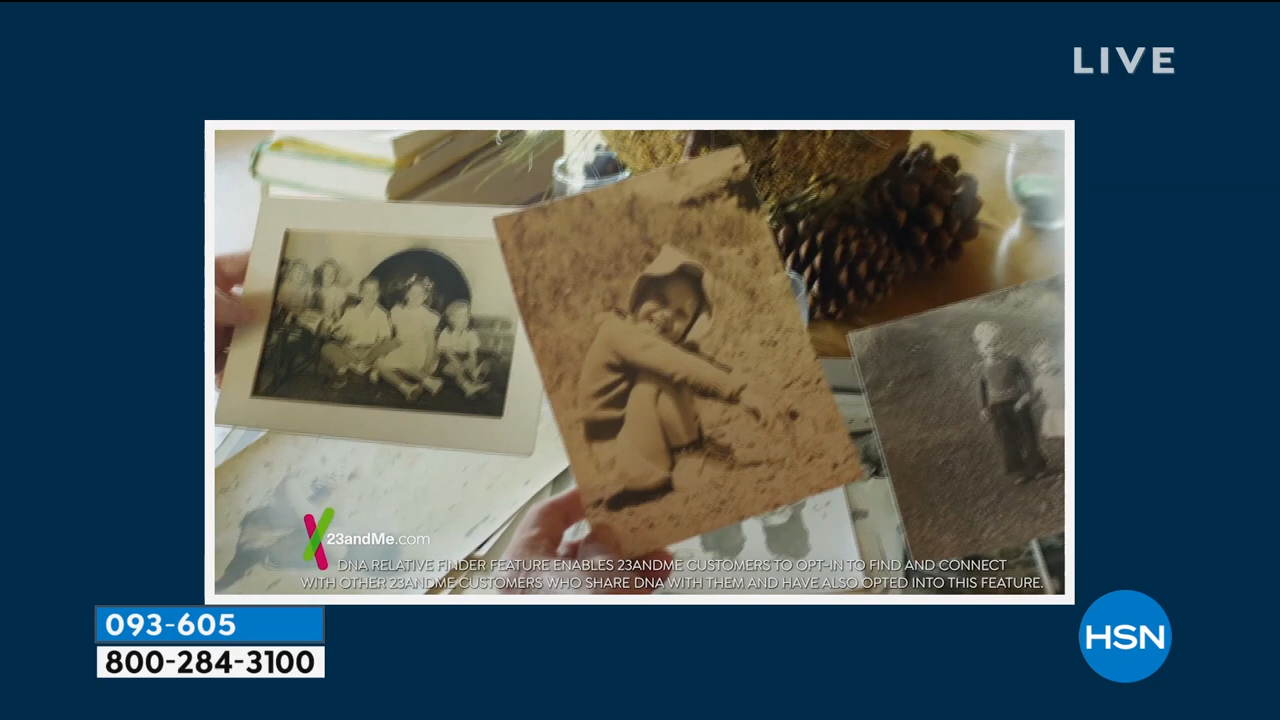 LIVE
23andMe.com
DNA RELATIVE FINDER FEATURE ENABLES 23ANDME CUSTOMERS TO OPT-IN TO FIND AND CONNECT
WITH OTHER 23ANDME CUSTOMERS WHO SHARE DNA WITH THEM AND HAVE ALSO OPTED INTO THIS FEATURE.
093-605
800-284-3100
HSN